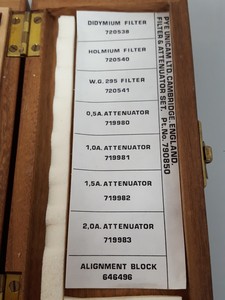 DIDYMIUM FILTER
720538
HOLMIUM FILTER
720540
W.G. 295 FILTER
720541
0,5A. ATTENUATOR
719980
1,0A. ATTENUATOR
719981
1,5A. ATTENUATOR
719982
2,0A. ATTENUATOR
719983
ALIGNMENT BLOCK
646496
PYE UNICAM LTD. CAMBRIDGE, ENGLAND.
FILTER & ATTENUATOR SET. Pt. No. 790850